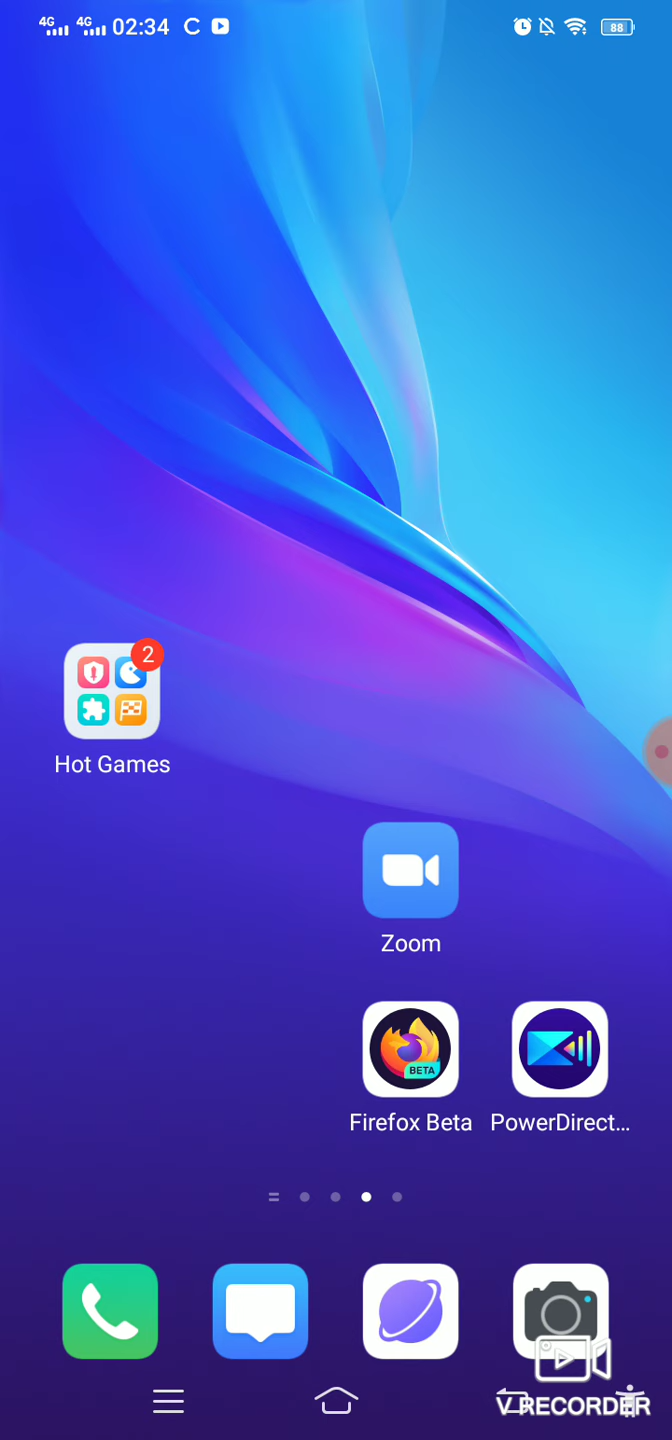 4G 4G 02:34 C 88
2
Hot Games
Zoom
BETA
Firefox Beta PowerDirect...
V RECORDER